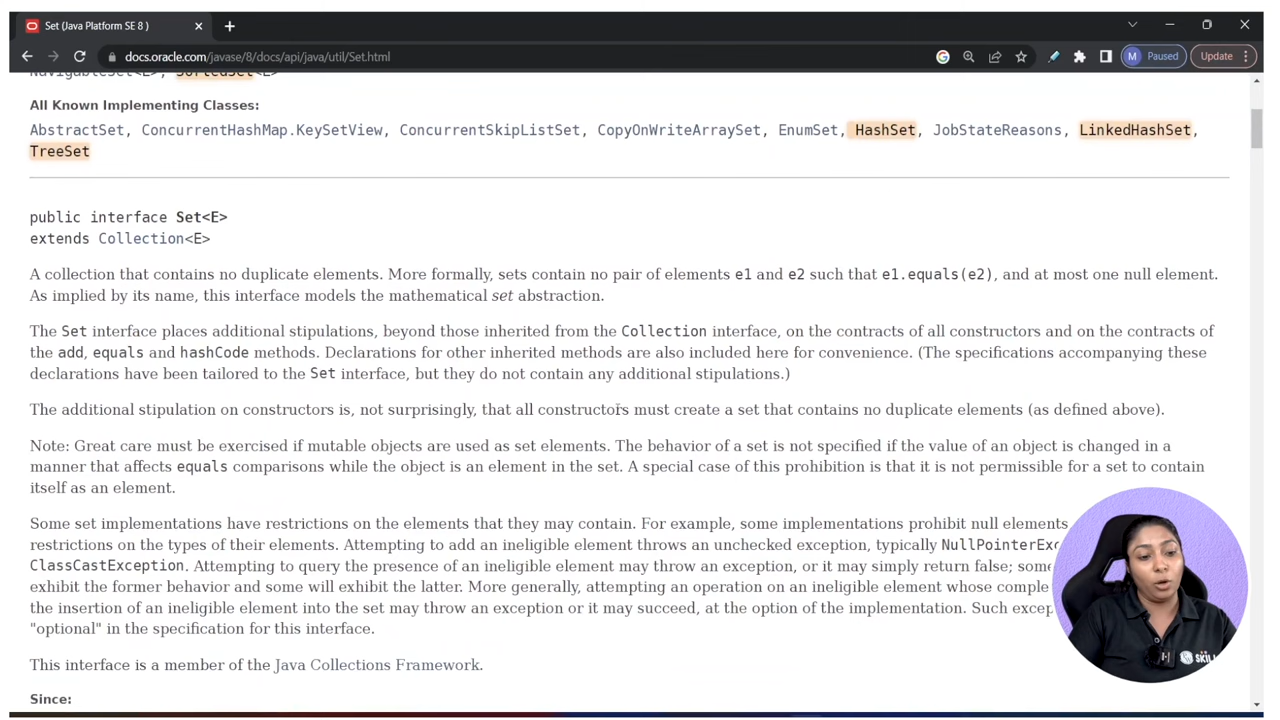 Set (Java Platform SE 8 )
docs.oracle.com/javase/8/docs/api/java/util/Set.html
M Paused
Update
NavigableSet<E>, SortedSet<E>
All Known Implementing Classes:
AbstractSet, ConcurrentHashMap.KeySetView, ConcurrentSkipListSet, CopyOnWriteArraySet, EnumSet, HashSet, JobStateReasons, LinkedHashSet,
TreeSet
public interface Set<E>
extends Collection<E>
A collection that contains no duplicate elements. More formally, sets contain no pair of elements e1 and e2 such that e1.equals(e2), and at most one null element.
As implied by its name, this interface models the mathematical set abstraction.
The Set interface places additional stipulations, beyond those inherited from the Collection interface, on the contracts of all constructors and on the contracts of
the add, equals and hashCode methods. Declarations for other inherited methods are also included here for convenience. (The specifications accompanying these
declarations have been tailored to the Set interface, but they do not contain any additional stipulations.)
The additional stipulation on constructors is, not surprisingly, that all constructors must create a set that contains no duplicate elements (as defined above).
Note: Great care must be exercised if mutable objects are used as set elements. The behavior of a set is not specified if the value of an object is changed in a
manner that affects equals comparisons while the object is an element in the set. A special case of this prohibition is that it is not permissible for a set to contain
itself as an element.
Some set implementations have restrictions on the elements that they may contain. For example, some implementations prohibit null elements
restrictions on the types of their elements. Attempting to add an ineligible element throws an unchecked exception, typically NullPointerExc
ClassCastException. Attempting to query the presence of an ineligible element may throw an exception, or it may simply return false; some
exhibit the former behavior and some will exhibit the latter. More generally, attempting an operation on an ineligible element whose comple
the insertion of an ineligible element into the set may throw an exception or it may succeed, at the option of the implementation. Such excep
"optional" in the specification for this interface.
This interface is a member of the Java Collections Framework.
Since:
SKILL